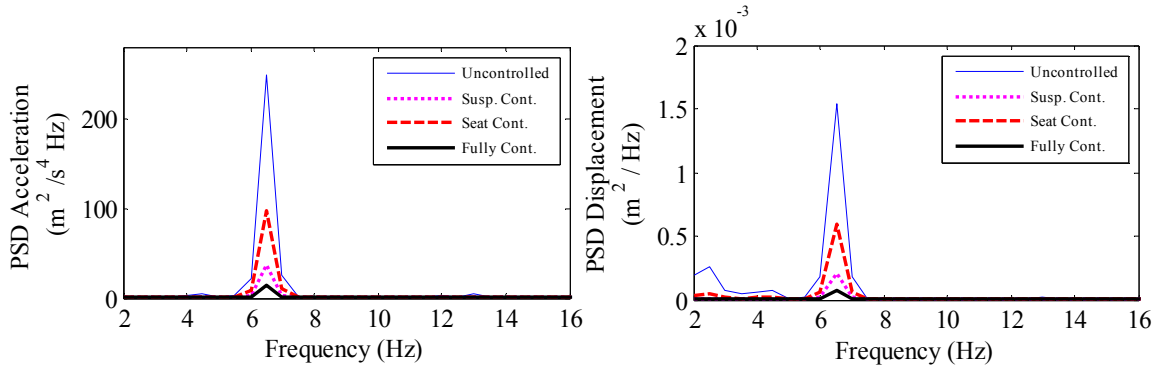 PSD Acceleration
(m 2 /s4 Hz)
200
100
0
2 4 6 8 10 12 14 16
Frequency (Hz)
Uncontrolled
Susp. Cont.
Seat Cont.
Fully Cont.
PSD Displacement
(m 2 / Hz)
x 10 -3
2
1.5
1
0.5
0
2 4 6 8 10 12 14 16
Frequency (Hz)
Uncontrolled
Susp. Cont.
Seat Cont.
Fully Cont.